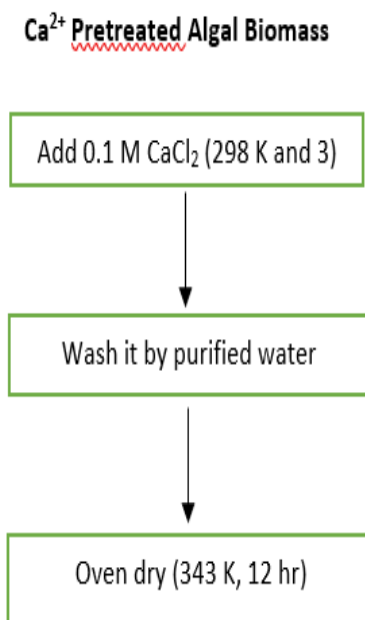 Ca²⁺ Pretreated Algal Biomass
Add 0.1 M CaCl₂ (298 K and 3)
Wash it by purified water
Oven dry (343 K, 12 hr)